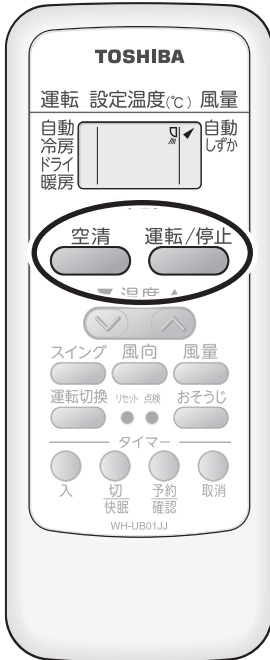 TOSHIBA
運転 設定温度(℃) 風量
自動 自動
冷房 しずか
ドライ
暖房
空清 運転/停止
温度
スイング 風向 風量
運転切換 リセット 点検 おそうじ
タイマー
入 切 予約 取消
快眠 確認
WH-UB01JJ